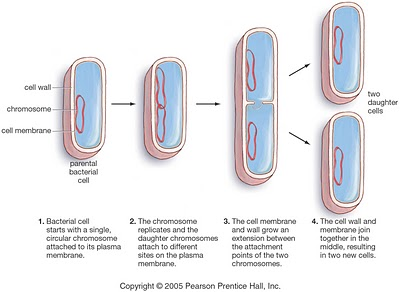 cell wall
chromosome
cell membrane
parental
bacterial
cell
two
daughter
cells
1. Bacterial cell
starts with a single,
circular chromosome
attached to its plasma
membrane.
2. The chromosome
replicates and the
daughter chromosomes
attach to different
sites on the plasma
membrane.
3. The cell membrane
and wall grow an
extension between
the attachment
points of the two
chromosomes.
4. The cell wall and
membrane join
together in the
middle, resulting
in two new cells.
Copyright © 2005 Pearson Prentice Hall, Inc.